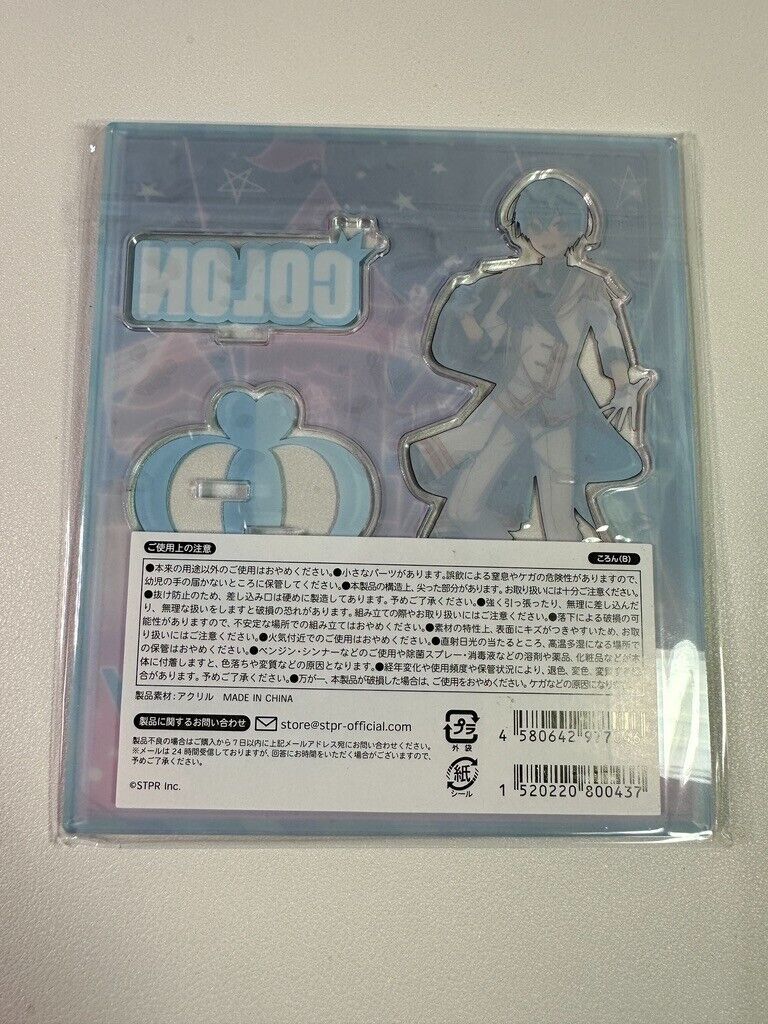 COLON
ご使用上の注意
ころん(B)
●本来の用途以外のご使用はおやめください。●小さなパーツがあります。誤飲による窒息やケガの危険性がありますので、
幼児の手の届かないところに保管してください。●本製品の構造上、尖った部分があります。お取り扱いには十分ご注意ください。
●抜け防止のため、差し込み口は硬めに製造してあります。予めご了承ください。●強く引っ張ったり、無理に差し込んだ
り、無理な扱いをしますと破損の恐れがあります。組み立ての際やお取り扱いにはご注意ください。●落下による破損の可
能性がありますので、不安定な場所での組み立てはおやめください。●素材の特性上、表面にキズがつきやすいため、お取
り扱いにはご注意ください。●火気付近でのご使用はおやめください。●直射日光の当たるところ、高温多湿になる場所で
の保管はおやめください。●ベンジン・シンナーなどのご使用や除菌スプレー・消毒液などの溶剤や薬品、化粧品などが本
体に付着しますと、色落ちや変質などの原因となります。●経年変化や使用頻度や保管状況により、退色、変色、変質する場
合があります。予めご了承ください。●万が一、本製品が破損した場合は、ご使用をおやめください。ケガなどの原因になり
製品素材:アクリル MADE IN CHINA
製品に関するお問い合わせ store@stpr-official.com
製品不良の場合はご購入から7日以内に上記メールアドレス宛にお問い合わせください。
※メールは24時間受信しておりますが、回答にお時間をいただく場合がございますので、
予めご了承ください。
©STPR Inc.
プラ
外袋
紙
シール
4 580642 977
1 520220 800437